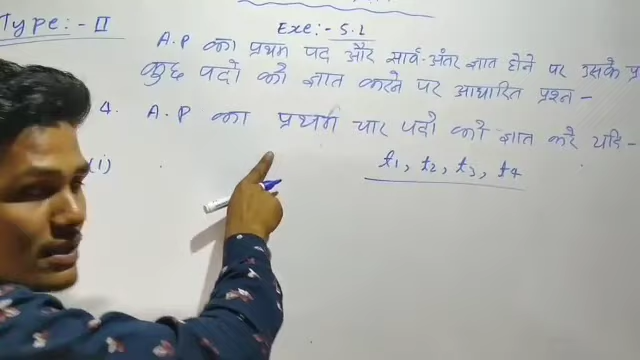 Type:- II
Exe:- 5.2
A.P का प्रथम पद और सार्व-अंतर ज्ञात होने पर उसके प्र
कुछ पदों को ज्ञात करने पर आधारित प्रश्न -
4. A.P का प्रथम चार पदों को ज्ञात करें यदि -
(i) t₁, t₂, t₃, t₄